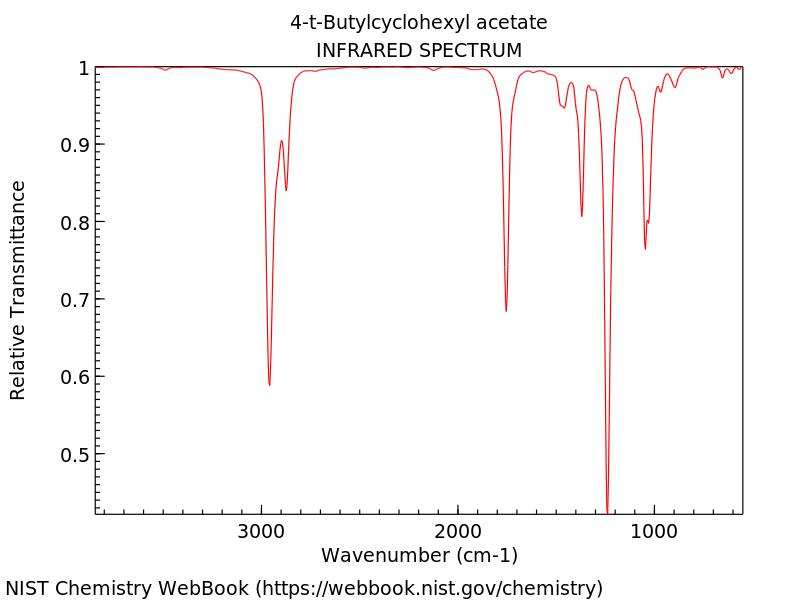 4-t-Butylcyclohexyl acetate
INFRARED SPECTRUM
1
0.9
0.8
0.7
0.6
0.5
Relative Transmittance
3000 2000 1000
Wavenumber (cm-1)
NIST Chemistry WebBook (https://webbook.nist.gov/chemistry)